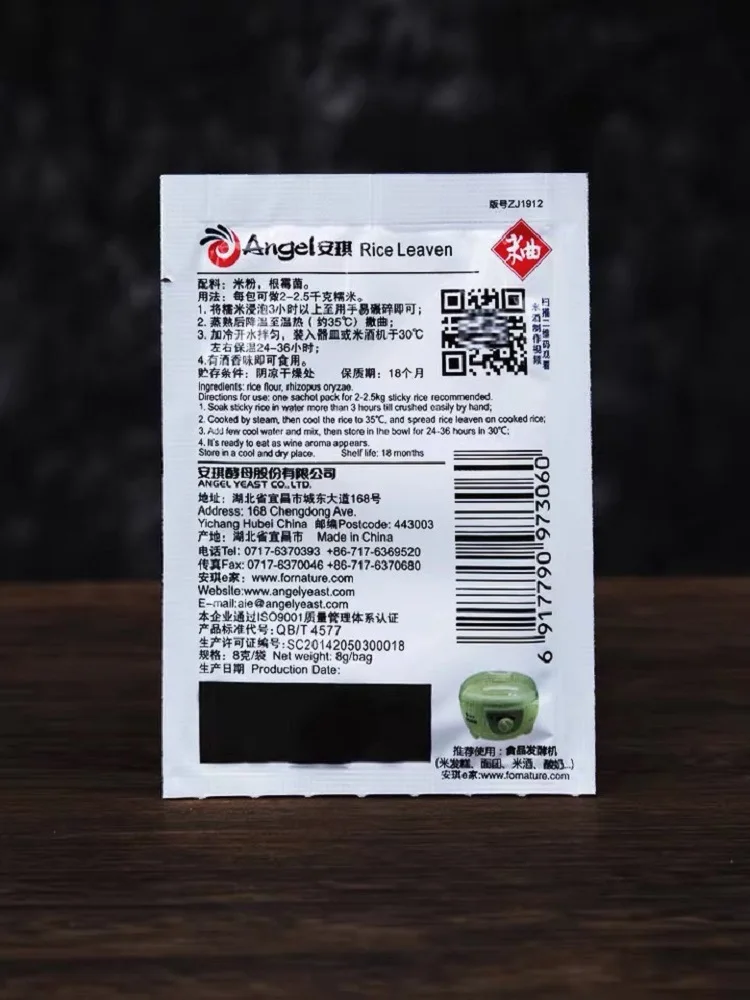 版号ZJ1912
Angel安琪 Rice Leaven
米曲
配料：米粉，根霉菌。
用法：每包可做2-2.5千克糯米。
1. 将糯米浸泡3小时以上至用手易碾碎即可；
2. 蒸熟后降温至温热（约35℃）撒曲；
3. 加冷开水拌匀，装入器皿或米酒机于30℃
左右保温24-36小时；
4.有酒香味即可食用。
贮存条件：阴凉干燥处 保质期：18个月
扫描二维码观看
米酒制作视频
Ingredients: rice flour, rhizopus oryzae.
Directions for use: one sachet pack for 2-2.5kg sticky rice recommended.
1. Soak sticky rice in water more than 3 hours till crushed easily by hand;
2. Cooked by steam, then cool the rice to 35℃, and spread rice leaven on cooked rice;
3. Add few cool water and mix, then store in the bowl for 24-36 hours in 30℃;
4. It's ready to eat as wine aroma appears.
Store in a cool and dry place. Shelf life: 18 months
安琪酵母股份有限公司
ANGEL YEAST CO.,LTD.
地址：湖北省宜昌市城东大道168号
Address: 168 Chengdong Ave.
Yichang Hubei China 邮编Postcode: 443003
产地：湖北省宜昌市 Made in China
电话Tel: 0717-6370393 +86-717-6369520
传真Fax: 0717-6370046 +86-717-6370680
安琪e家：www.fornature.com
Website:www.angelyeast.com
E-mail:aie@angelyeast.com
本企业通过ISO9001质量管理体系认证
产品标准代号：QB/T 4577
生产许可证编号:SC20142050300018
规格：8克/袋 Net weight: 8g/bag
生产日期 Production Date:
6 917790 973060
推荐使用：食品发酵机
(米发糕、面团、米酒、酸奶...)
安琪e家:www.fornature.com